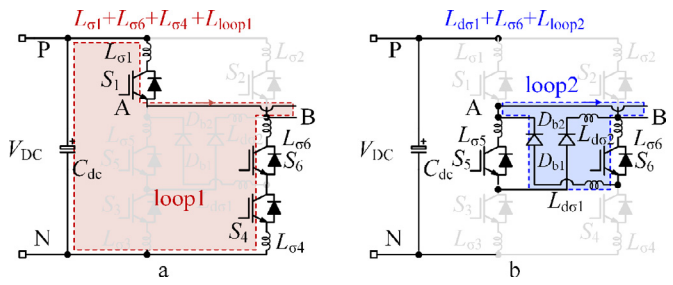 Lσ1+Lσ6+Lσ4+Lloop1
P
Lσ1
Lσ2
S1
S2
A
B
Db2
Lσ5
Lσ6
VDC
Cdc
S5
Db1
S6
loop1
S3
S4
Lσ3
Lσ4
N
a
Ldσ1+Lσ6+Lloop2
P
Lσ1
Lσ2
S1
S2
loop2
A
B
Db2
Lσ5
Ldσ2
Lσ6
VDC
Cdc
S5
Db1
S6
Ldσ1
S3
S4
Lσ3
Lσ4
N
b